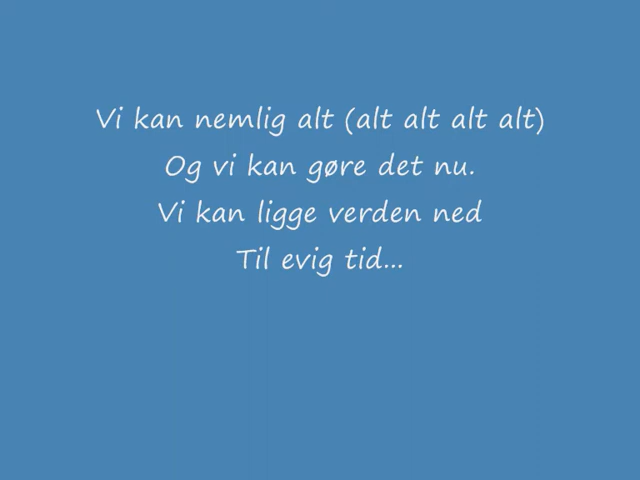 Vi kan nemlig alt (alt alt alt alt)
Og vi kan gøre det nu.
Vi kan ligge verden ned
Til evig tid...